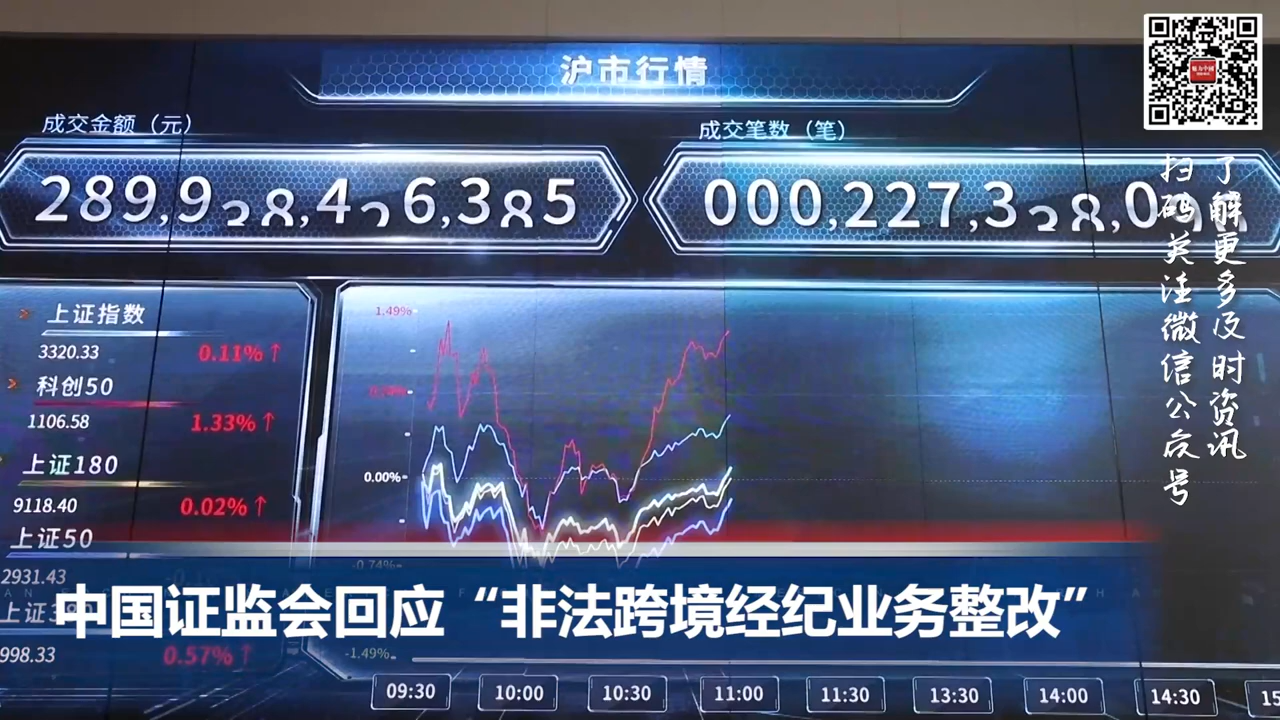 沪市行情
成交金额（元）
成交笔数（笔）
上证指数
3320.33
0.11%↑
科创50
1106.58
1.33%↑
上证180
9118.40
0.02%↑
上证50
2931.43
上证3
998.33
0.57%↑
1.49%
0.00%
-0.74%
-1.49%
09:30
10:00
10:30
11:00
11:30
13:30
14:00
14:30
15
了解更多及时资讯
扫码关注微信公众号
中国证监会回应“非法跨境经纪业务整改”